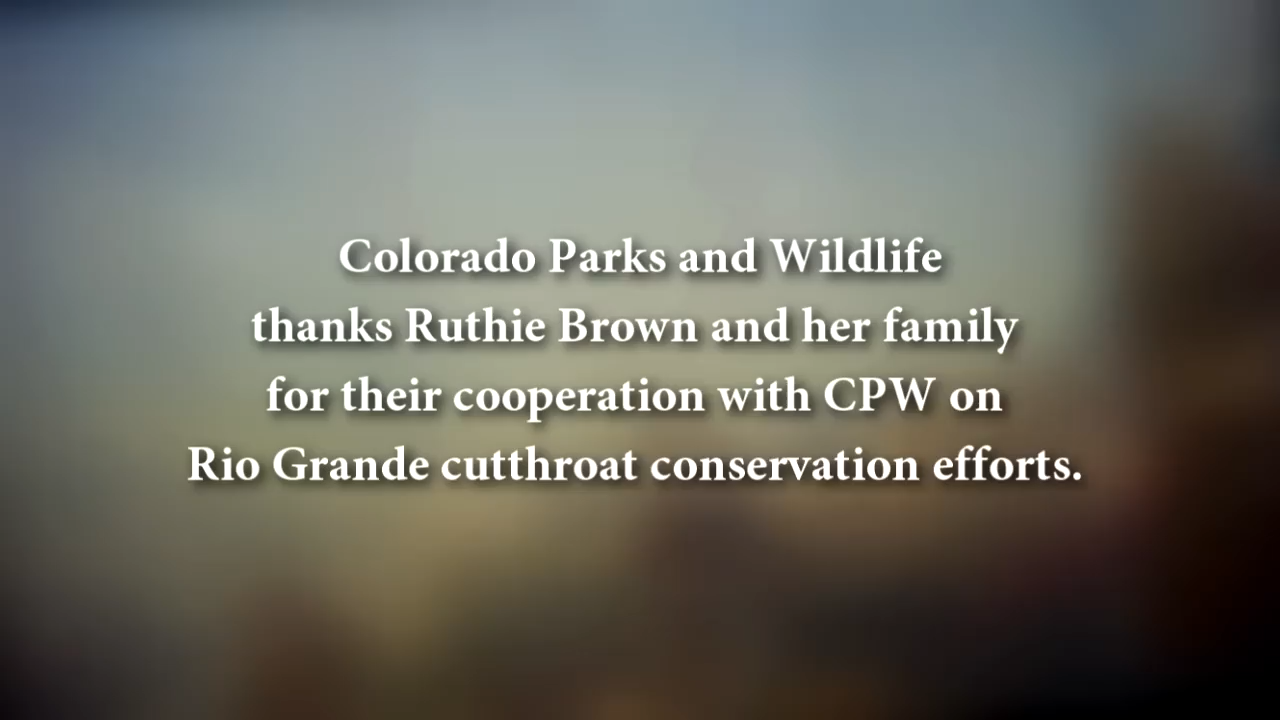 Colorado Parks and Wildlife
thanks Ruthie Brown and her family
for their cooperation with CPW on
Rio Grande cutthroat conservation efforts.